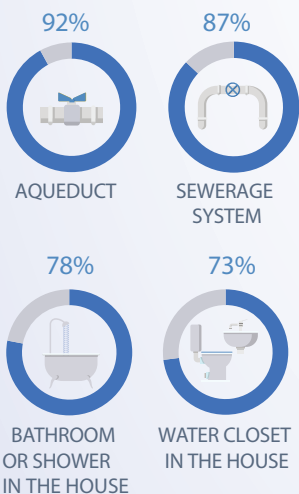 92%
AQUEDUCT
87%
SEWERAGE
SYSTEM
78%
BATHROOM
OR SHOWER
IN THE HOUSE
73%
WATER CLOSET
IN THE HOUSE